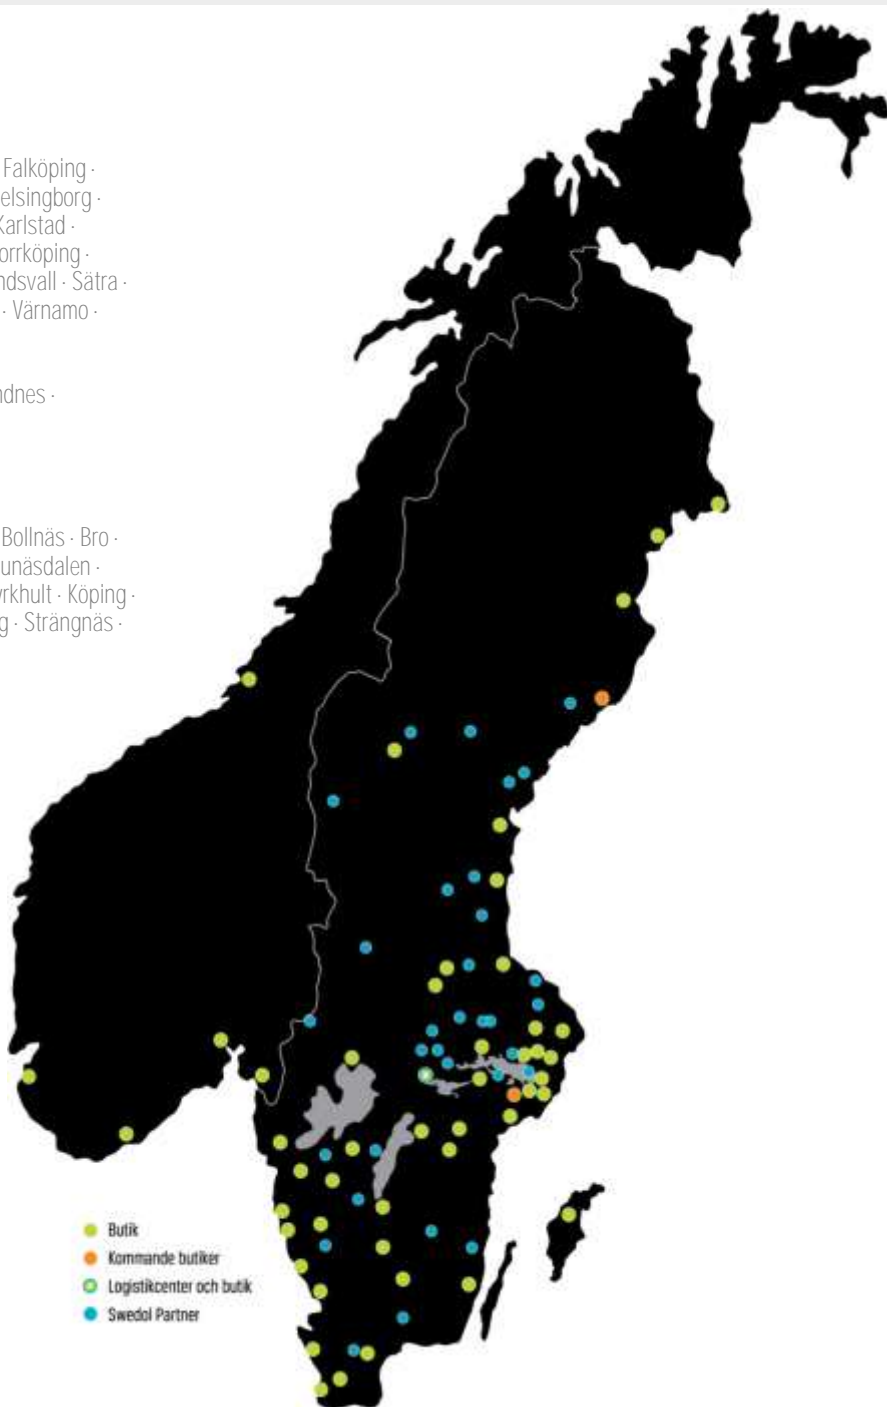 Falköping ·
elsingborg ·
Karlstad ·
orrköping ·
ndsvall · Sätra ·
· Värnamo ·
ndnes ·
Bollnäs · Bro ·
unäsdalen ·
yrkhult · Köping ·
g · Strängnäs ·
Butik
Kommande butiker
Logistikcenter och butik
Swedol Partner